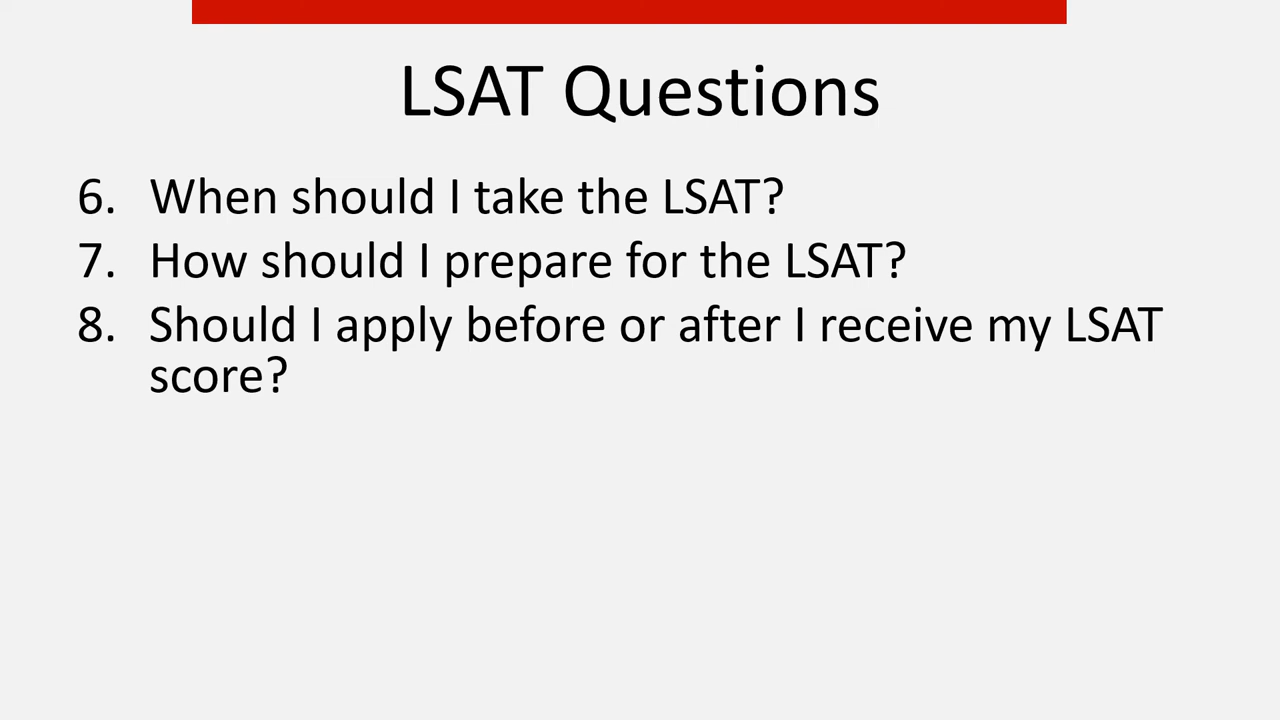 LSAT Questions
6. When should I take the LSAT?
7. How should I prepare for the LSAT?
8. Should I apply before or after I receive my LSAT
score?